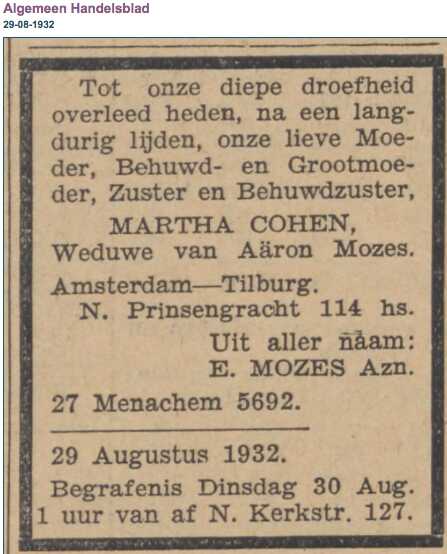 Algemeen Handelsblad
29-08-1932
Tot onze diepe droefheid
overleed heden, na een lang-
durig lijden, onze lieve Moe-
der, Behuwd- en Grootmoe-
der, Zuster en Behuwdzuster,
MARTHA COHEN,
Weduwe van Aäron Mozes.
Amsterdam—Tilburg.
N. Prinsengracht 114 hs.
Uit aller naam:
E. MOZES Azn.
27 Menachem 5692.
29 Augustus 1932.
Begrafenis Dinsdag 30 Aug.
1 uur van af N. Kerkstr. 127.